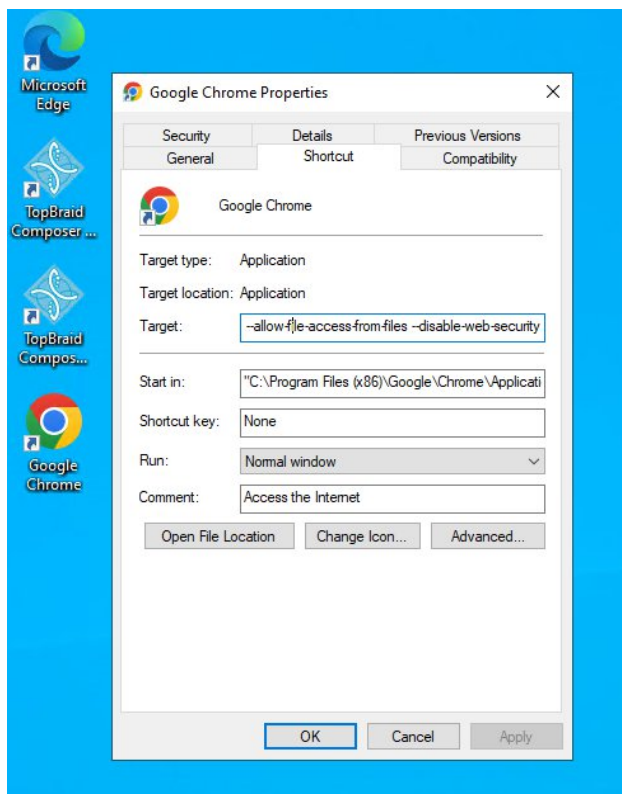 Microsoft
Edge
TopBraid
Composer ...
TopBraid
Compos...
Google
Chrome
Google Chrome Properties
Security Details Previous Versions
General Shortcut Compatibility
Google Chrome
Target type: Application
Target location: Application
Target: --allow-file-access-from-files --disable-web-security
Start in: "C:\Program Files (x86)\Google\Chrome\Applicati
Shortcut key: None
Run: Normal window
Comment: Access the Internet
Open File Location Change Icon... Advanced...
OK Cancel Apply